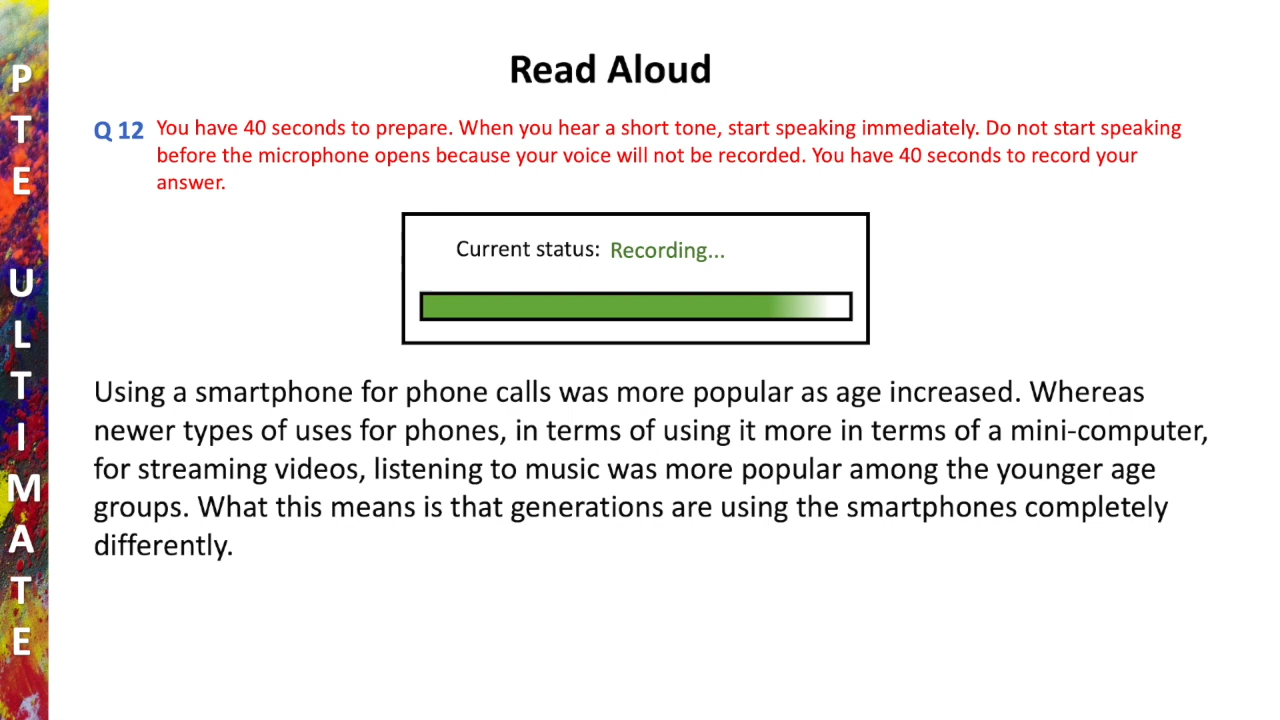 PTE ULTIMATE
Read Aloud
Q 12 You have 40 seconds to prepare. When you hear a short tone, start speaking immediately. Do not start speaking
before the microphone opens because your voice will not be recorded. You have 40 seconds to record your
answer.
Current status: Recording...
Using a smartphone for phone calls was more popular as age increased. Whereas
newer types of uses for phones, in terms of using it more in terms of a mini-computer,
for streaming videos, listening to music was more popular among the younger age
groups. What this means is that generations are using the smartphones completely
differently.